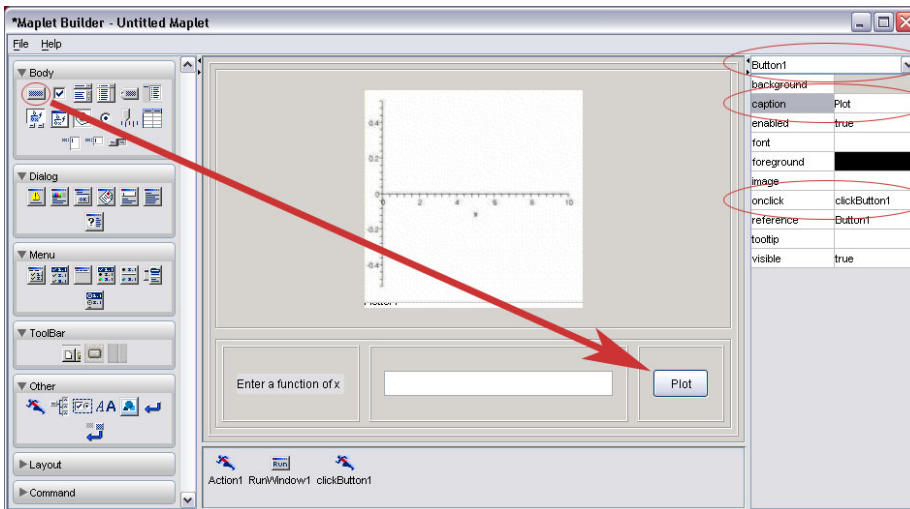 *Maplet Builder - Untitled Maplet
File Help
Body
Dialog
Menu
ToolBar
Other
Layout
Command
0.4
0.2
0
-0.2
-0.4
0 2 4 6 8 10
x
Enter a function of x
Plot
Action1 RunWindow1 clickButton1
Button1
background
caption Plot
enabled true
font
foreground
image
onclick clickButton1
reference Button1
tooltip
visible true